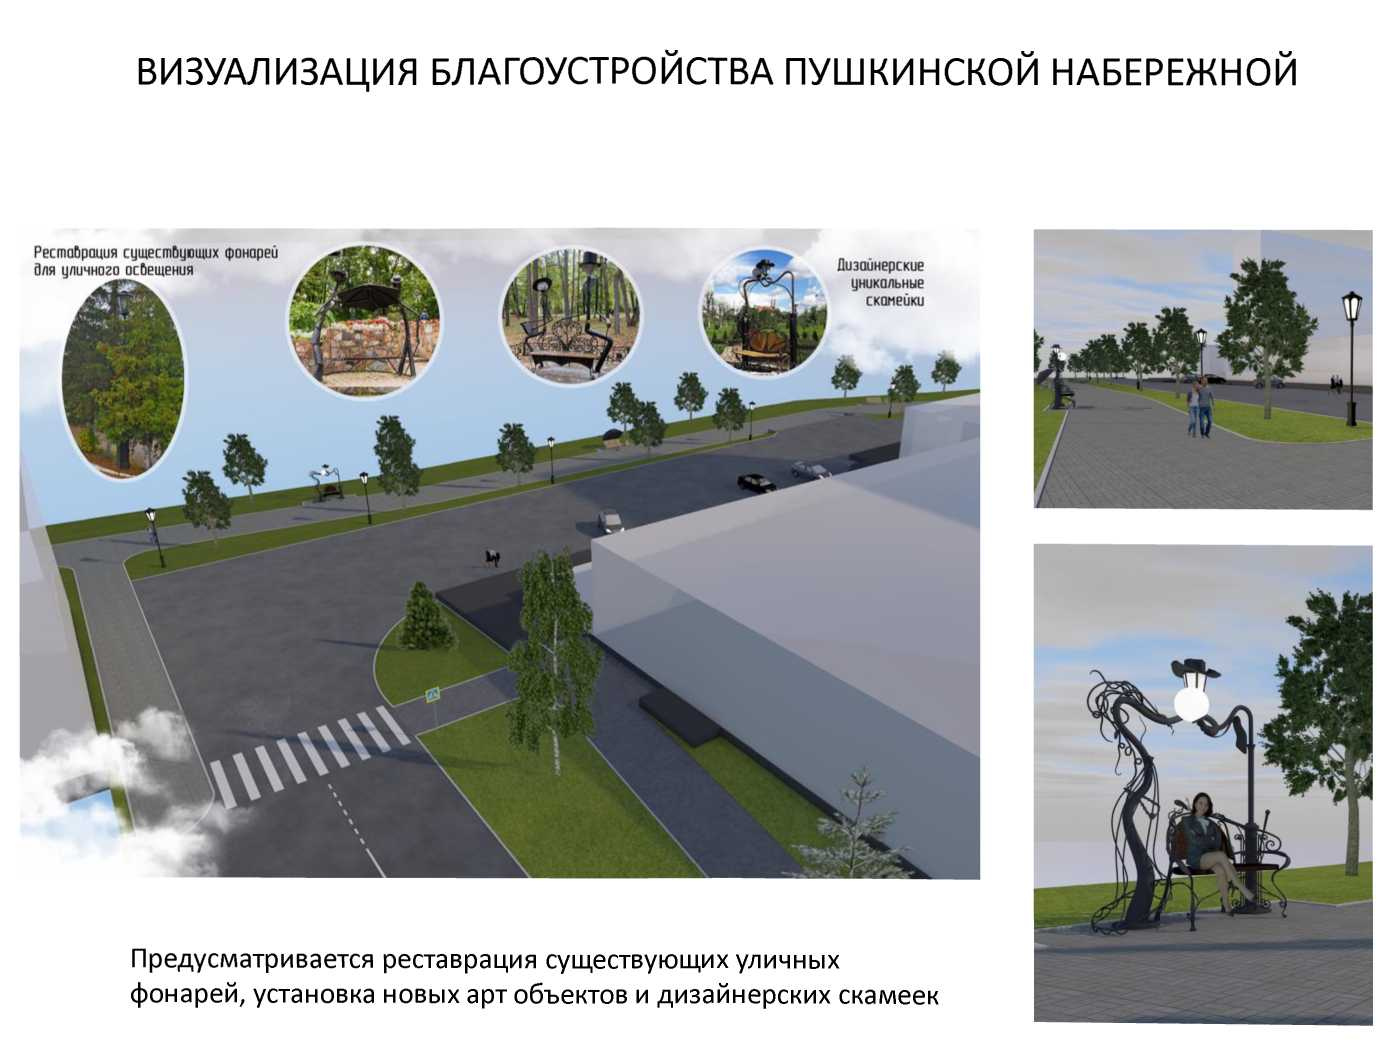 ВИЗУАЛИЗАЦИЯ БЛАГОУСТРОЙСТВА ПУШКИНСКОЙ НАБЕРЕЖНОЙ
Реставрация существующих фонарей
для уличного освещения
Дизайнерские
уникальные
скамейки
Предусматривается реставрация существующих уличных
фонарей, установка новых арт объектов и дизайнерских скамеек